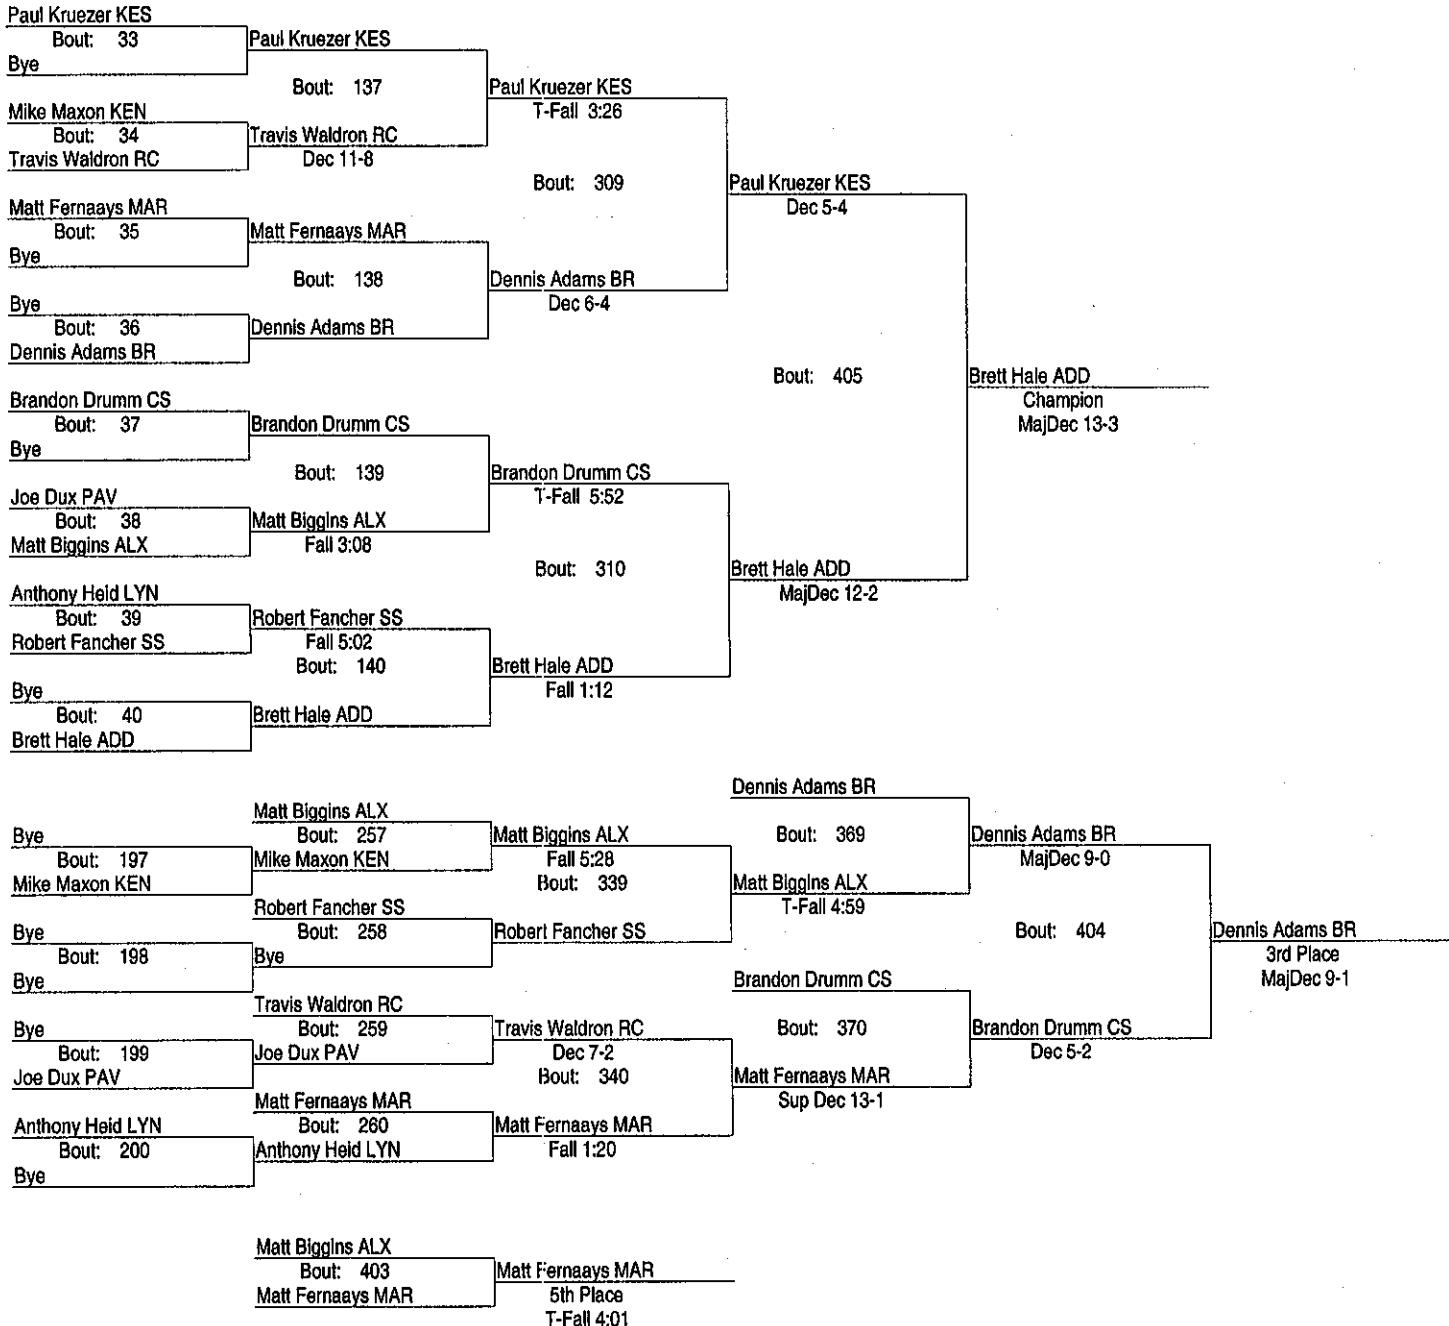 Paul Kruezer KES
Bout: 33
Bye
Paul Kruezer KES
Bout: 137
Mike Maxon KEN
Bout: 34
Travis Waldron RC
Travis Waldron RC
Dec 11-8
Paul Kruezer KES
T-Fall 3:26
Bout: 309
Matt Fernaays MAR
Bout: 35
Bye
Matt Fernaays MAR
Bout: 138
Bye
Bout: 36
Dennis Adams BR
Dennis Adams BR
Dennis Adams BR
Dec 6-4
Paul Kruezer KES
Dec 5-4
Bout: 405
Brandon Drumm CS
Bout: 37
Bye
Brandon Drumm CS
Bout: 139
Joe Dux PAV
Bout: 38
Matt Biggins ALX
Matt Biggins ALX
Fall 3:08
Brandon Drumm CS
T-Fall 5:52
Bout: 310
Anthony Heid LYN
Bout: 39
Robert Fancher SS
Robert Fancher SS
Fall 5:02
Bout: 140
Bye
Bout: 40
Brett Hale ADD
Brett Hale ADD
Brett Hale ADD
Fall 1:12
Brett Hale ADD
MajDec 12-2
Brett Hale ADD
Champion
MajDec 13-3
Bye
Bout: 197
Mike Maxon KEN
Matt Biggins ALX
Bout: 257
Mike Maxon KEN
Matt Biggins ALX
Fall 5:28
Bout: 339
Bye
Bout: 198
Bye
Robert Fancher SS
Bout: 258
Bye
Robert Fancher SS
Dennis Adams BR
Bout: 369
Matt Biggins ALX
T-Fall 4:59
Dennis Adams BR
MajDec 9-0
Bout: 404
Bye
Bout: 199
Joe Dux PAV
Travis Waldron RC
Bout: 259
Joe Dux PAV
Travis Waldron RC
Dec 7-2
Bout: 340
Anthony Heid LYN
Bout: 200
Bye
Matt Fernaays MAR
Bout: 260
Anthony Heid LYN
Matt Fernaays MAR
Fall 1:20
Brandon Drumm CS
Bout: 370
Matt Fernaays MAR
Sup Dec 13-1
Brandon Drumm CS
Dec 5-2
Dennis Adams BR
3rd Place
MajDec 9-1
Matt Biggins ALX
Bout: 403
Matt Fernaays MAR
Matt Fernaays MAR
5th Place
T-Fall 4:01